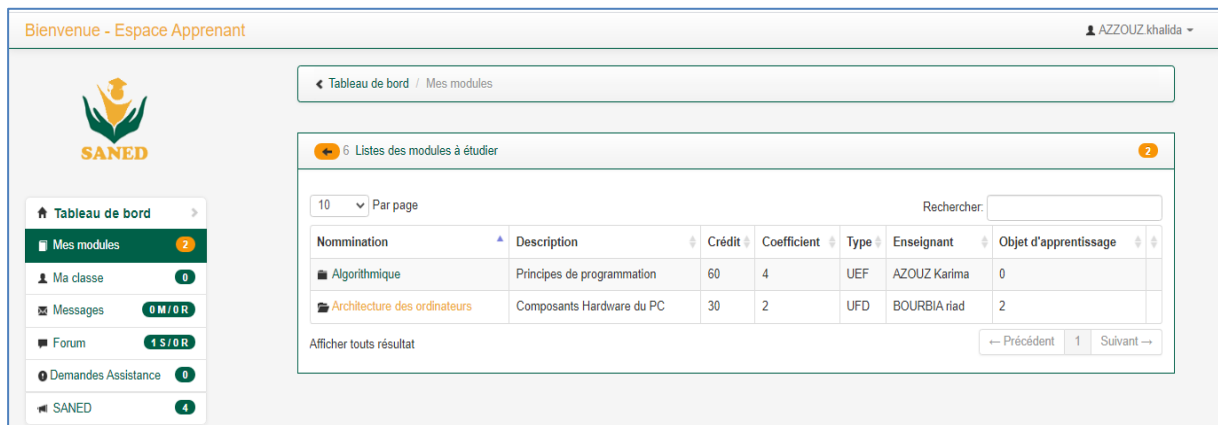 Bienvenue - Espace Apprenant
AZZOUZ.khalida
SANED
Tableau de bord / Mes modules
6 Listes des modules à étudier 2
Tableau de bord
Mes modules 2
Ma classe 0
Messages 0 M / 0 R
Forum 1 S / 0 R
Demandes Assistance 0
SANED 4
10 Par page Rechercher:
Nommination Description Crédit Coefficient Type Enseignant Objet d'apprentissage
Algorithmique Principes de programmation 60 4 UEF AZOUZ Karima 0
Architecture des ordinateurs Composants Hardware du PC 30 2 UFD BOURBIA riad 2
Afficher touts résultat ← Précédent 1 Suivant →